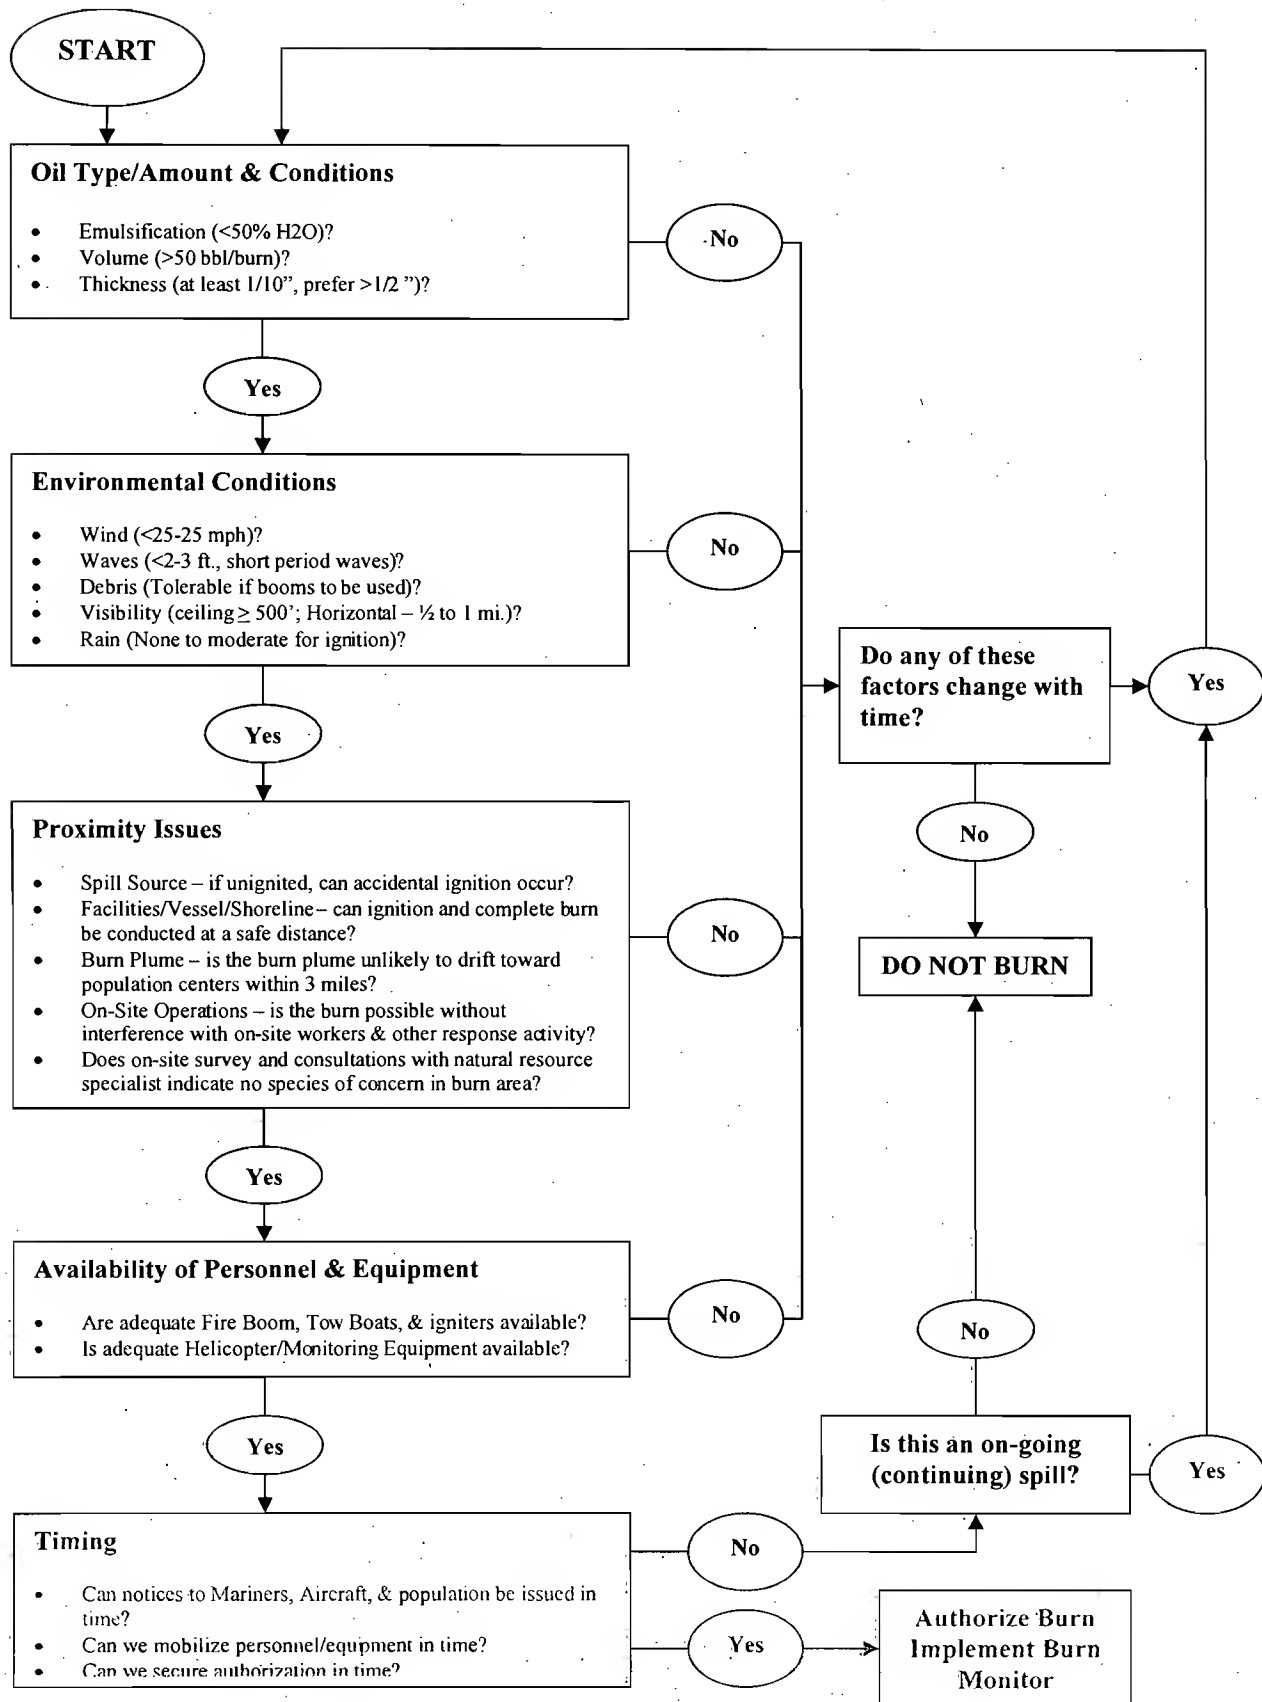 START
Oil Type/Amount & Conditions
• Emulsification (<50% H2O)?
• Volume (>50 bbl/burn)?
• Thickness (at least 1/10”, prefer >1/2 ”)?
No
Yes
Environmental Conditions
• Wind (<25-25 mph)?
• Waves (<2-3 ft., short period waves)?
• Debris (Tolerable if booms to be used)?
• Visibility (ceiling ≥ 500’; Horizontal – ½ to 1 mi.)?
• Rain (None to moderate for ignition)?
No
Yes
Do any of these
factors change with
time?
Yes
No
DO NOT BURN
Proximity Issues
• Spill Source – if unignited, can accidental ignition occur?
• Facilities/Vessel/Shoreline – can ignition and complete burn
be conducted at a safe distance?
• Burn Plume – is the burn plume unlikely to drift toward
population centers within 3 miles?
• On-Site Operations – is the burn possible without
interference with on-site workers & other response activity?
• Does on-site survey and consultations with natural resource
specialist indicate no species of concern in burn area?
No
Yes
Availability of Personnel & Equipment
• Are adequate Fire Boom, Tow Boats, & igniters available?
• Is adequate Helicopter/Monitoring Equipment available?
No
Yes
No
Is this an on-going
(continuing) spill?
Yes
Timing
• Can notices to Mariners, Aircraft, & population be issued in
time?
• Can we mobilize personnel/equipment in time?
• Can we secure authorization in time?
No
Yes
Authorize Burn
Implement Burn
Monitor